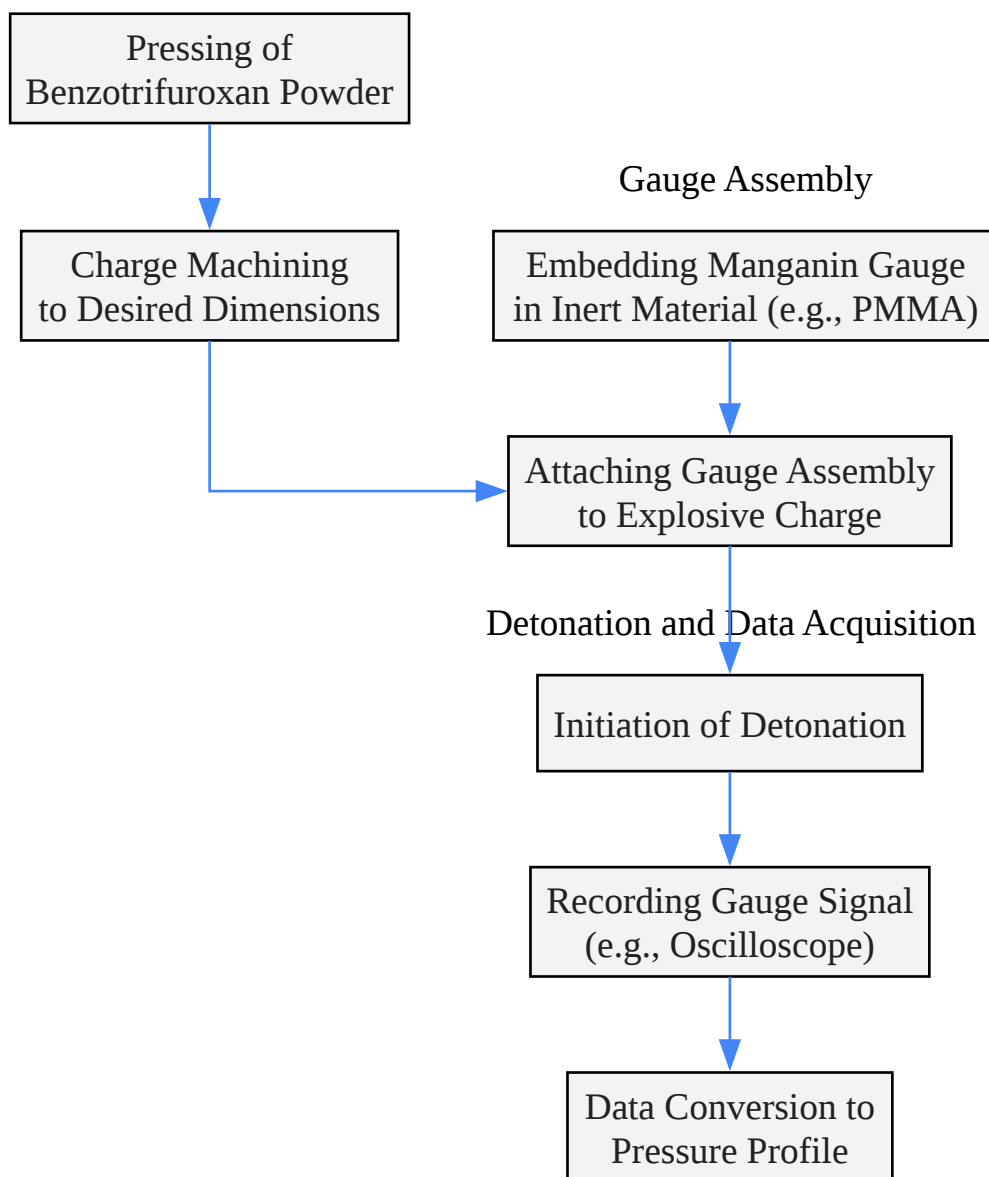 Pressing of
Benzotrifuroxan Powder
Gauge Assembly
Charge Machining
to Desired Dimensions
Embedding Manganin Gauge
in Inert Material (e.g., PMMA)
Attaching Gauge Assembly
to Explosive Charge
Detonation and Data Acquisition
Initiation of Detonation
Recording Gauge Signal
(e.g., Oscilloscope)
Data Conversion to
Pressure Profile